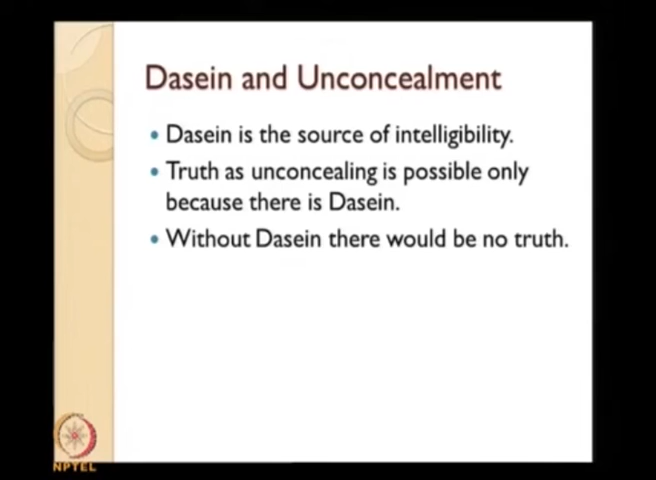 Dasein and Unconcealment
• Dasein is the source of intelligibility.
• Truth as unconcealing is possible only
because there is Dasein.
• Without Dasein there would be no truth.
NPTEL